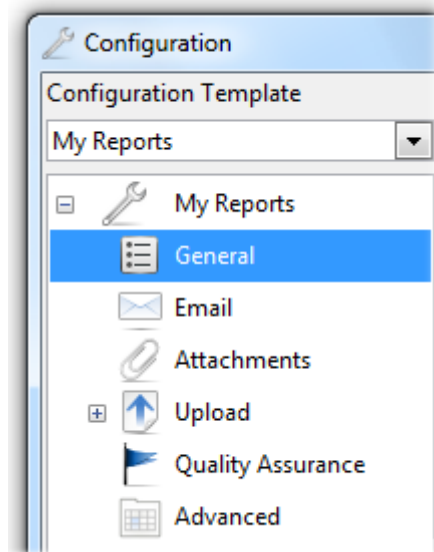 Configuration
Configuration Template
My Reports
My Reports
General
Email
Attachments
Upload
Quality Assurance
Advanced